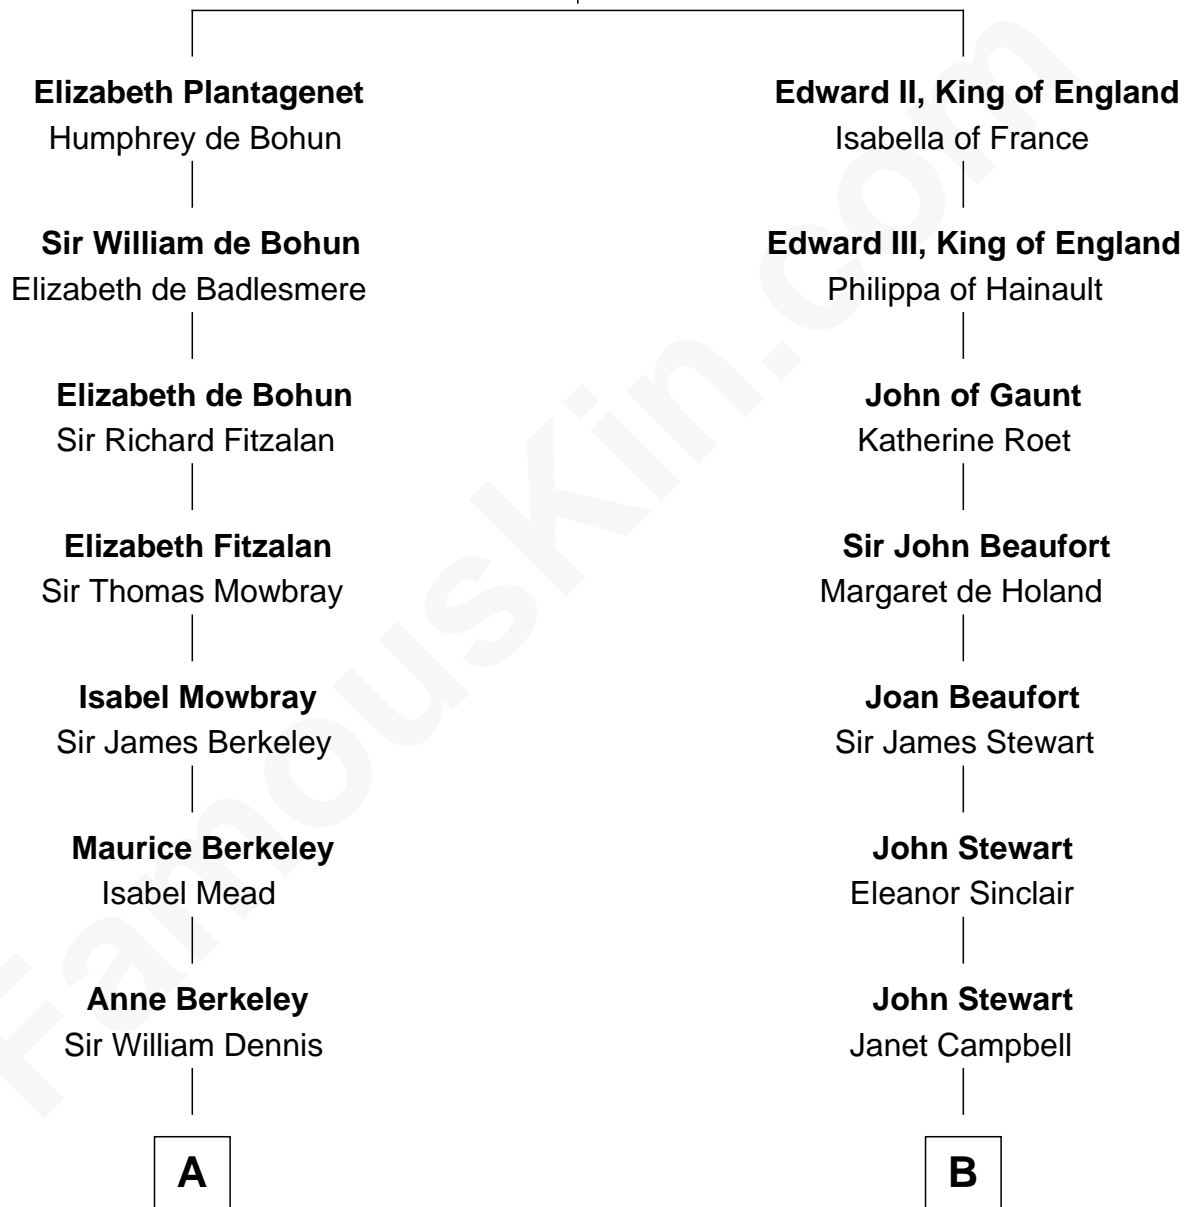 Elizabeth Plantagenet
Humphrey de Bohun
Sir William de Bohun
Elizabeth de Badlesmere
Elizabeth de Bohun
Sir Richard Fitzalan
Elizabeth Fitzalan
Sir Thomas Mowbray
Isabel Mowbray
Sir James Berkeley
Maurice Berkeley
Isabel Mead
Anne Berkeley
Sir William Dennis
A
Edward II, King of England
Isabella of France
Edward III, King of England
Philippa of Hainault
John of Gaunt
Katherine Roet
Sir John Beaufort
Margaret de Holand
Joan Beaufort
Sir James Stewart
John Stewart
Eleanor Sinclair
John Stewart
Janet Campbell
B
FamousKin.com